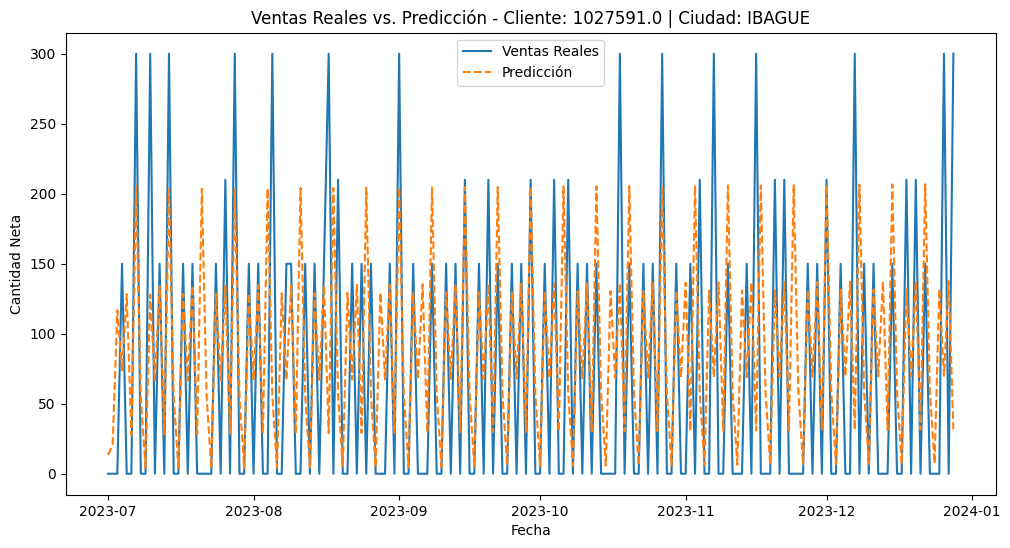 Ventas Reales vs. Predicción - Cliente: 1027591.0 | Ciudad: IBAGUE
Ventas Reales
Predicción
Cantidad Neta
300
250
200
150
100
50
0
2023-07
2023-08
2023-09
2023-10
2023-11
2023-12
2024-01
Fecha